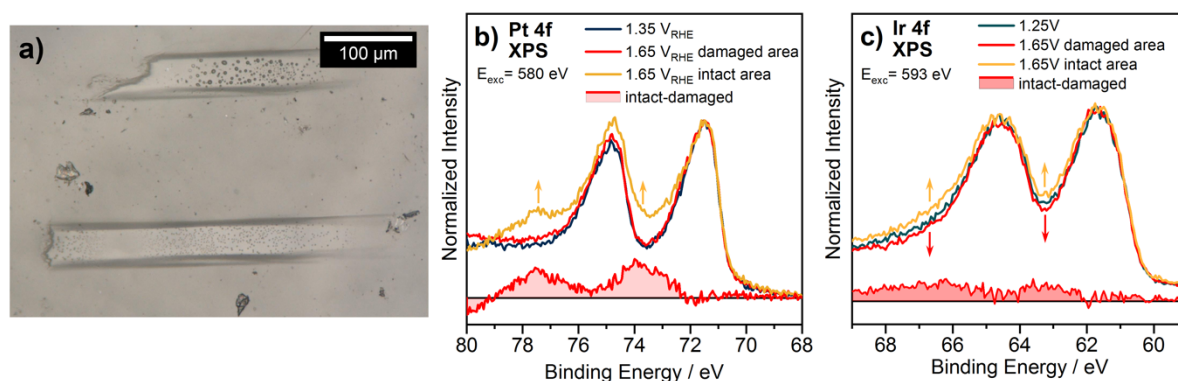 a)
100 µm
b)
Pt 4f
XPS
E_exc= 580 eV
1.35 V_RHE
1.65 V_RHE damaged area
1.65 V_RHE intact area
intact-damaged
Normalized Intensity
80 78 76 74 72 70 68
Binding Energy / eV
c)
Ir 4f
XPS
E_exc= 593 eV
1.25V
1.65V damaged area
1.65V intact area
intact-damaged
Normalized Intensity
68 66 64 62 60
Binding Energy / eV